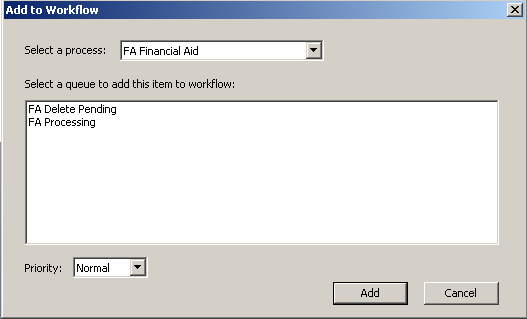 Add to Workflow
Select a process: FA Financial Aid
Select a queue to add this item to workflow:
FA Delete Pending
FA Processing
Priority: Normal
Add Cancel